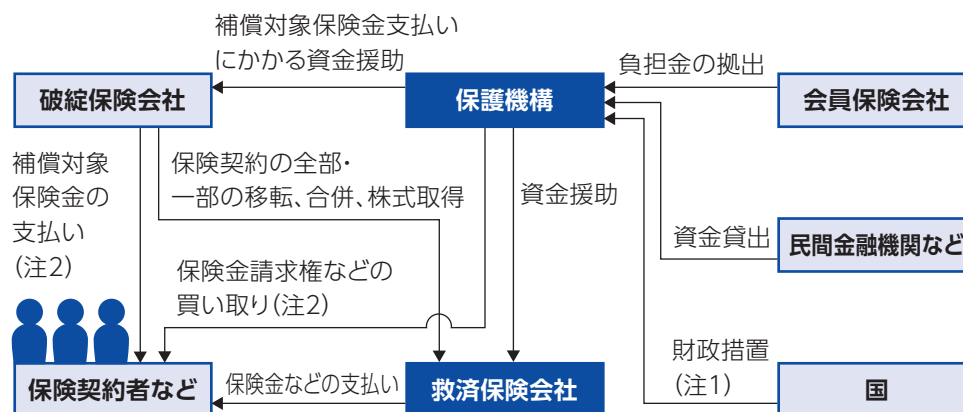 補償対象保険金支払い
にかかる資金援助
負担金の拠出
破綻保険会社
保護機構
会員保険会社
補償対象
保険金の
支払い
(注2)
保険契約の全部・
一部の移転、合併、株式取得
資金援助
資金貸出
民間金融機関など
保険金請求権などの
買い取り(注2)
財政措置
(注1)
保険契約者など
保険金などの支払い
救済保険会社
国